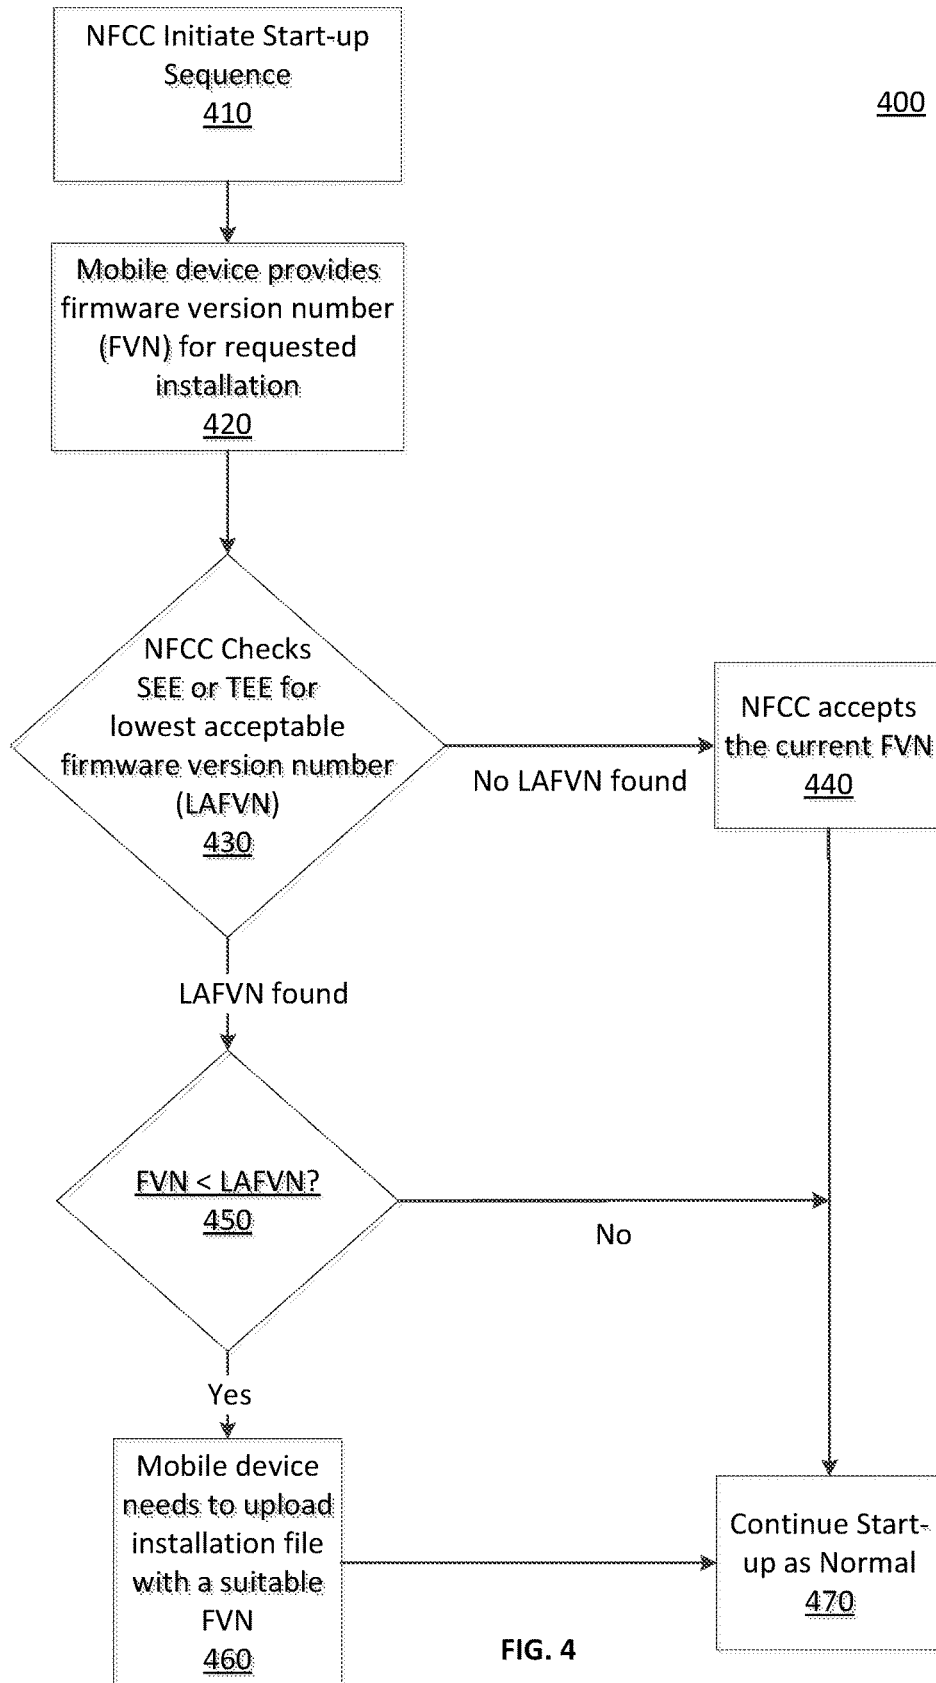 NFCC Initiate Start-up
Sequence
410
400
Mobile device provides
firmware version number
(FVN) for requested
installation
420
NFCC Checks
SEE or TEE for
lowest acceptable
firmware version number
(LAFVN)
430
No LAFVN found
NFCC accepts
the current FVN
440
LAFVN found
FVN < LAFVN?
450
No
Yes
Mobile device
needs to upload
installation file
with a suitable
FVN
460
Continue Start-
up as Normal
470
FIG. 4